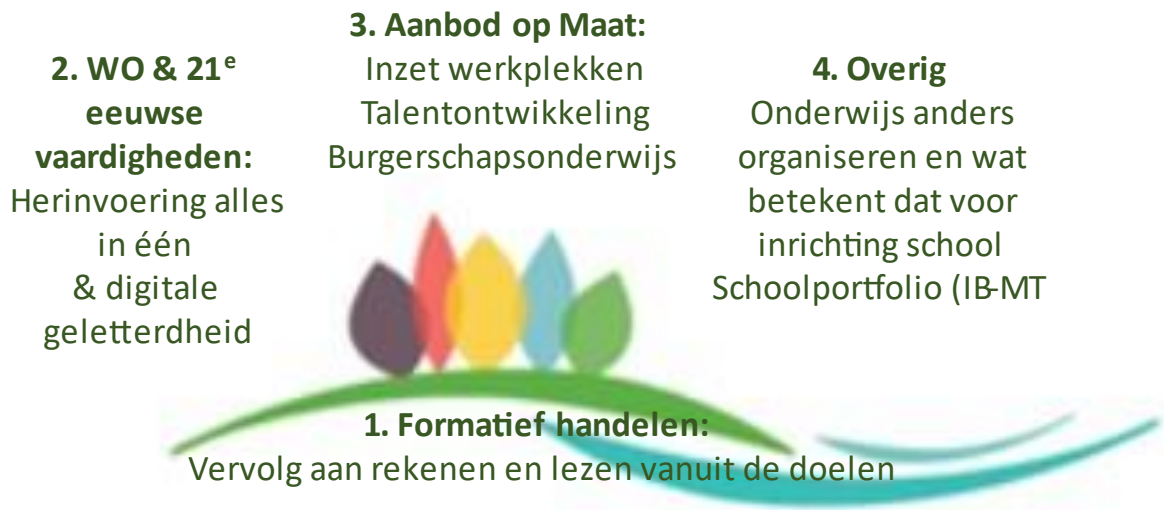 3. Aanbod op Maat:
Inzet werkplekken
Talentontwikkeling
Burgerschapsonderwijs
2. WO & 21e
eeuwse
vaardigheden:
Herinvoering alles
in één
& digitale
geletterdheid
4. Overig
Onderwijs anders
organiseren en wat
betekent dat voor
inrichting school
Schoolportfolio (IB-MT
1. Formatief handelen:
Vervolg aan rekenen en lezen vanuit de doelen